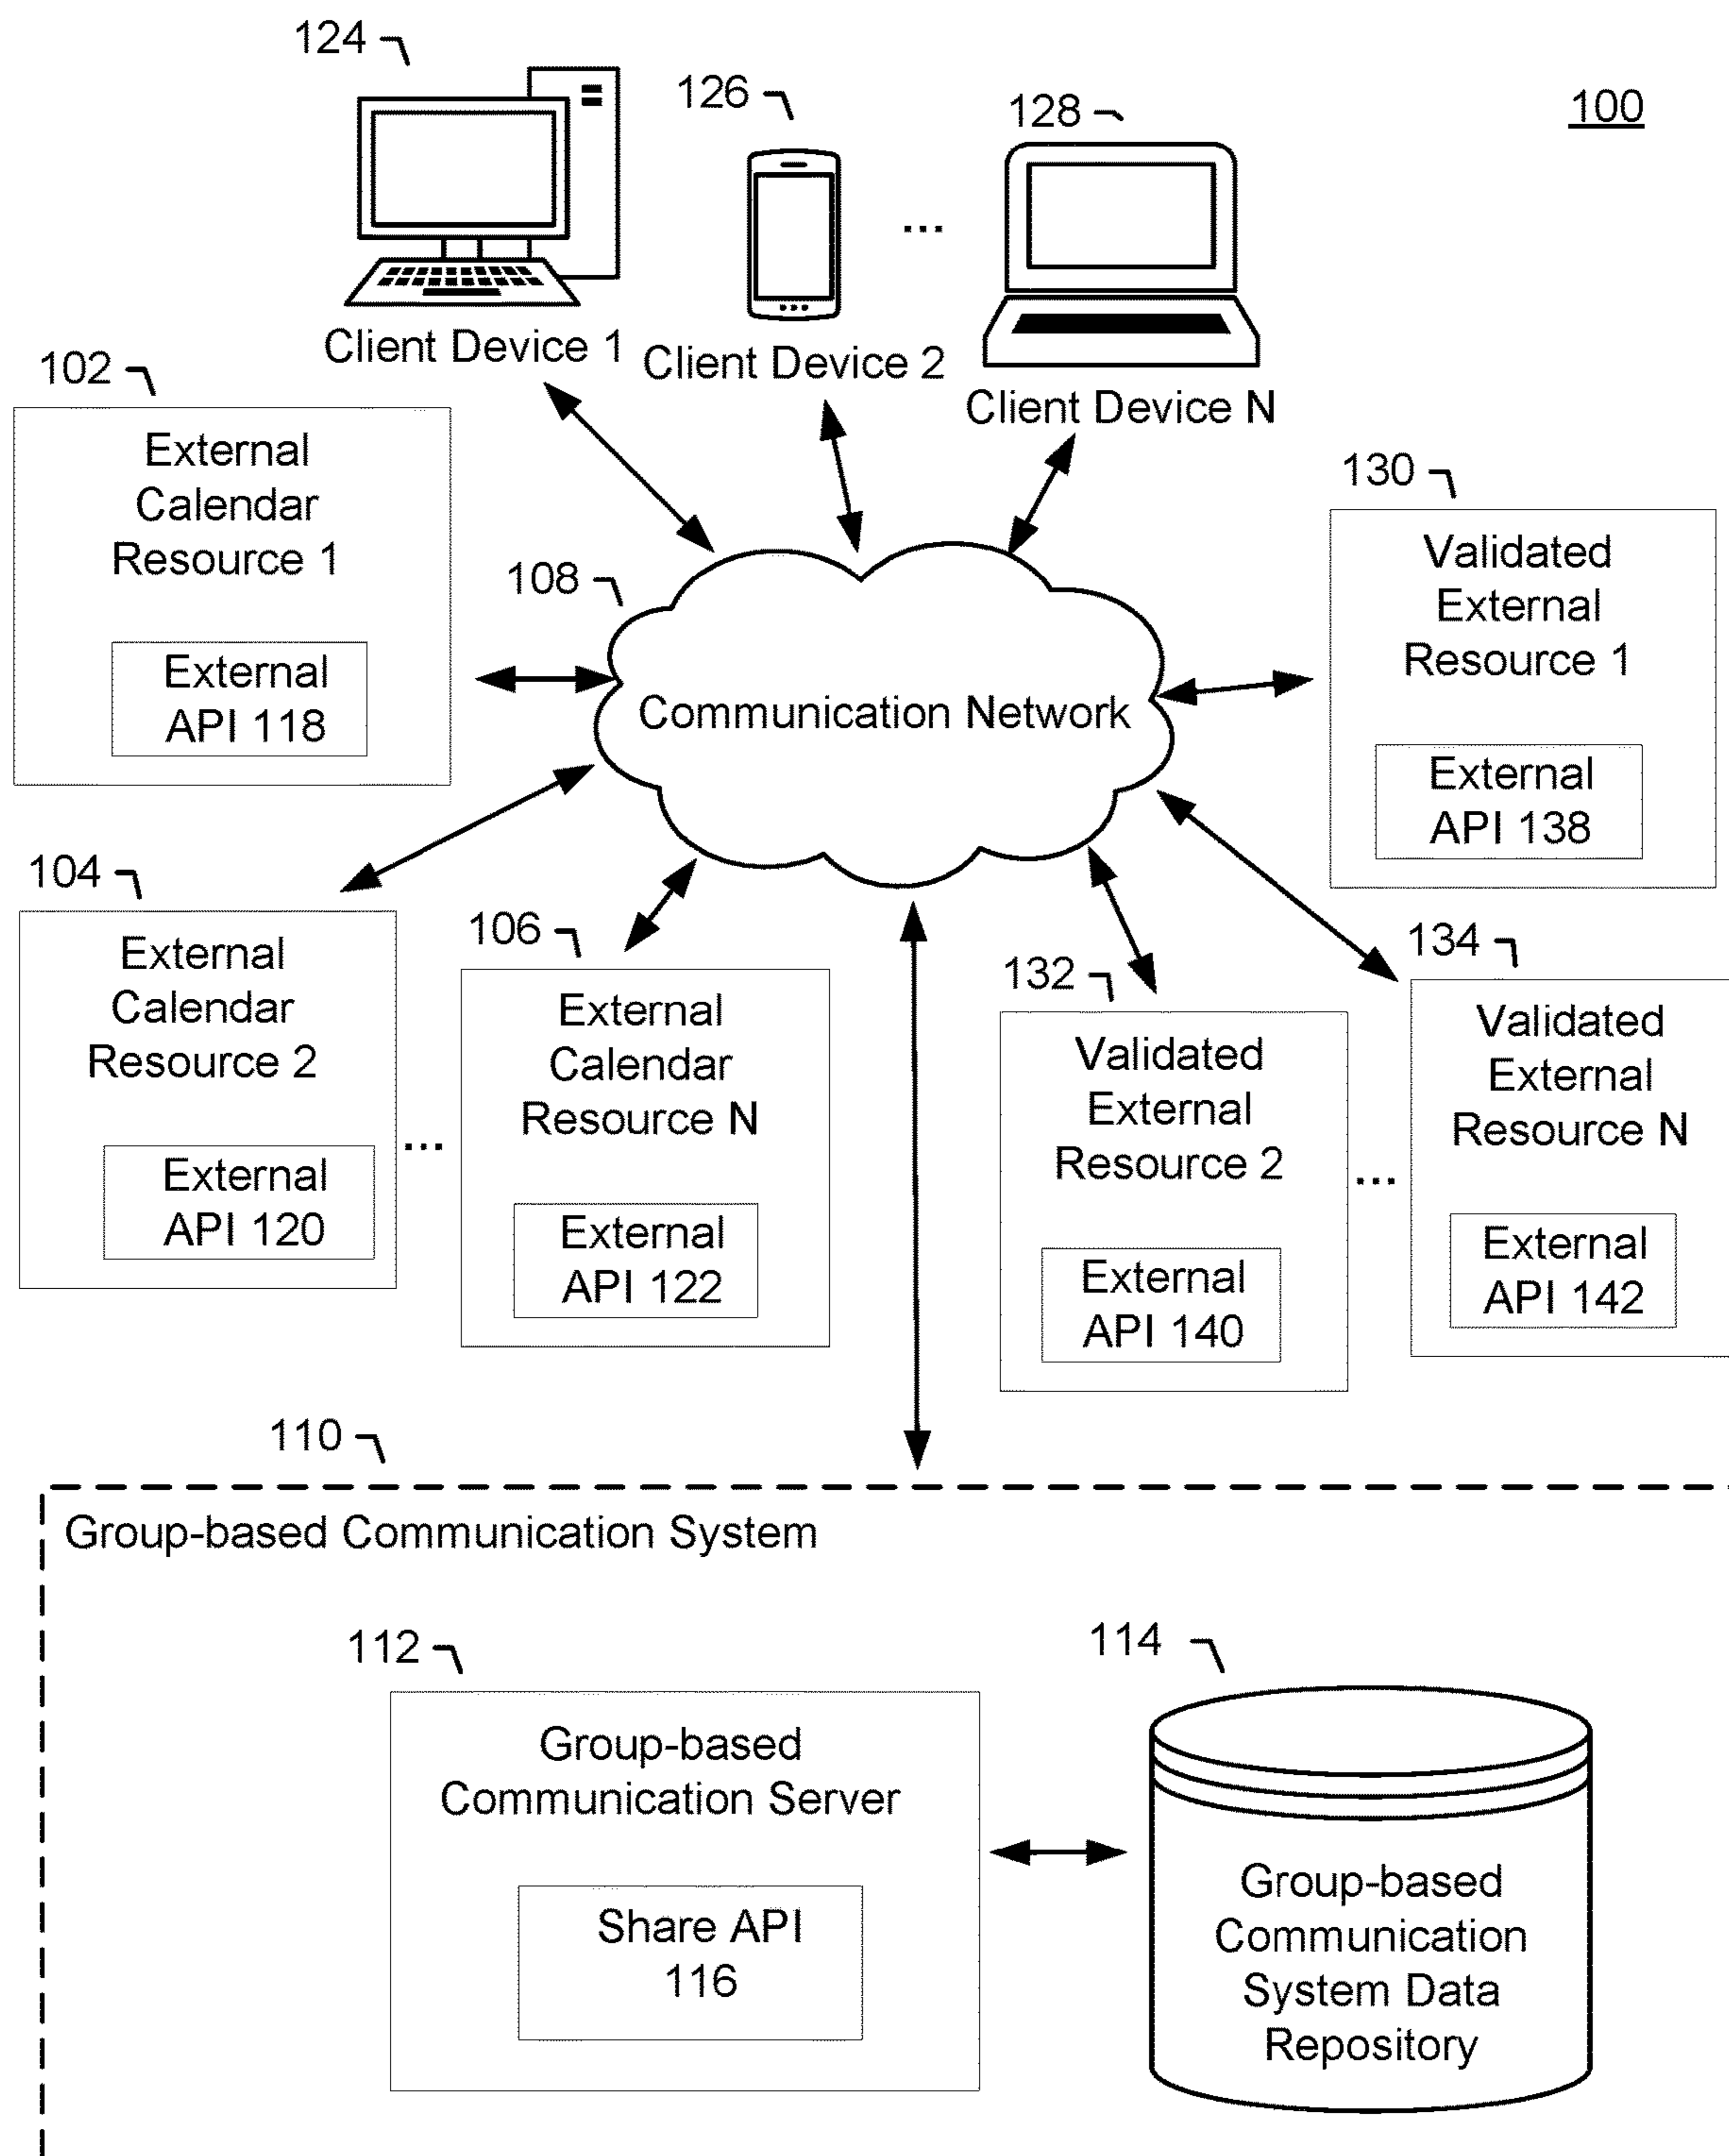 124
126
128
100
Client Device 1
Client Device 2
...
Client Device N
102
External
Calendar
Resource 1
External
API 118
108
Communication Network
130
Validated
External
Resource 1
External
API 138
104
External
Calendar
Resource 2
External
API 120
...
106
External
Calendar
Resource N
External
API 122
132
Validated
External
Resource 2
External
API 140
...
134
Validated
External
Resource N
External
API 142
110
Group-based Communication System
112
Group-based
Communication Server
Share API
116
114
Group-based
Communication
System Data
Repository